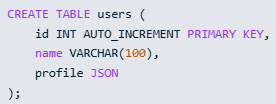 CREATE TABLE users (
    id INT AUTO_INCREMENT PRIMARY KEY,
    name VARCHAR(100),
    profile JSON
);